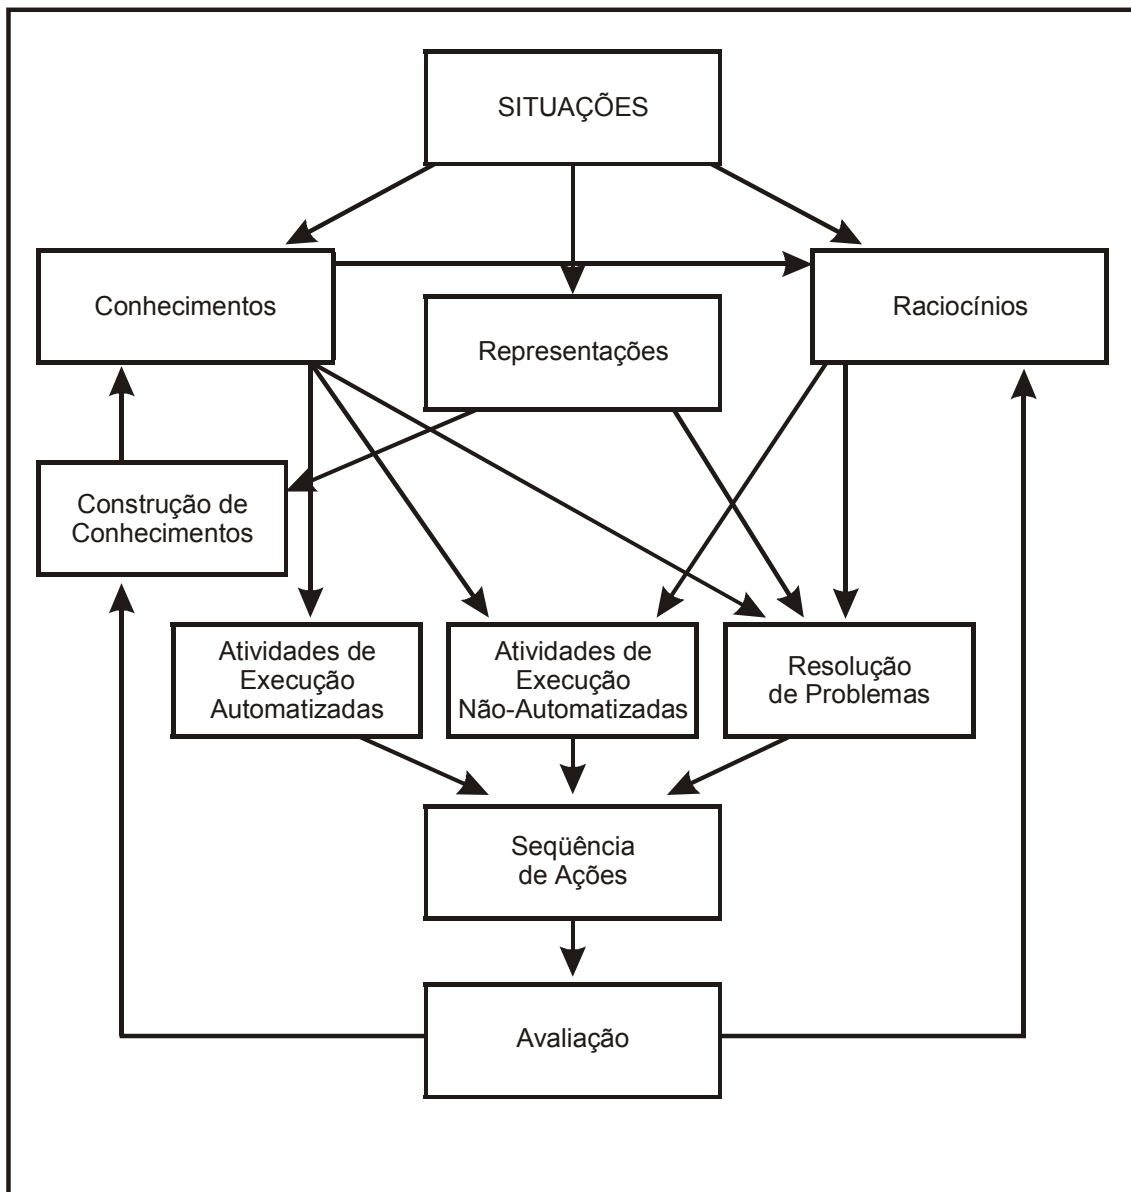 SITUAÇÕES
Conhecimentos
Representações
Raciocínios
Construção de
Conhecimentos
Atividades de
Execução
Automatizadas
Atividades de
Execução
Não-Automatizadas
Resolução
de Problemas
Seqüência
de Ações
Avaliação